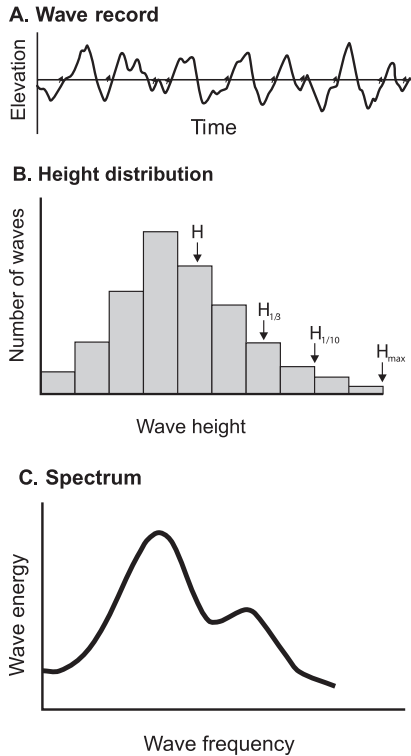 A. Wave record
Elevation
Time
B. Height distribution
Number of waves
H
H1/3
H1/10
Hmax
Wave height
C. Spectrum
Wave energy
Wave frequency